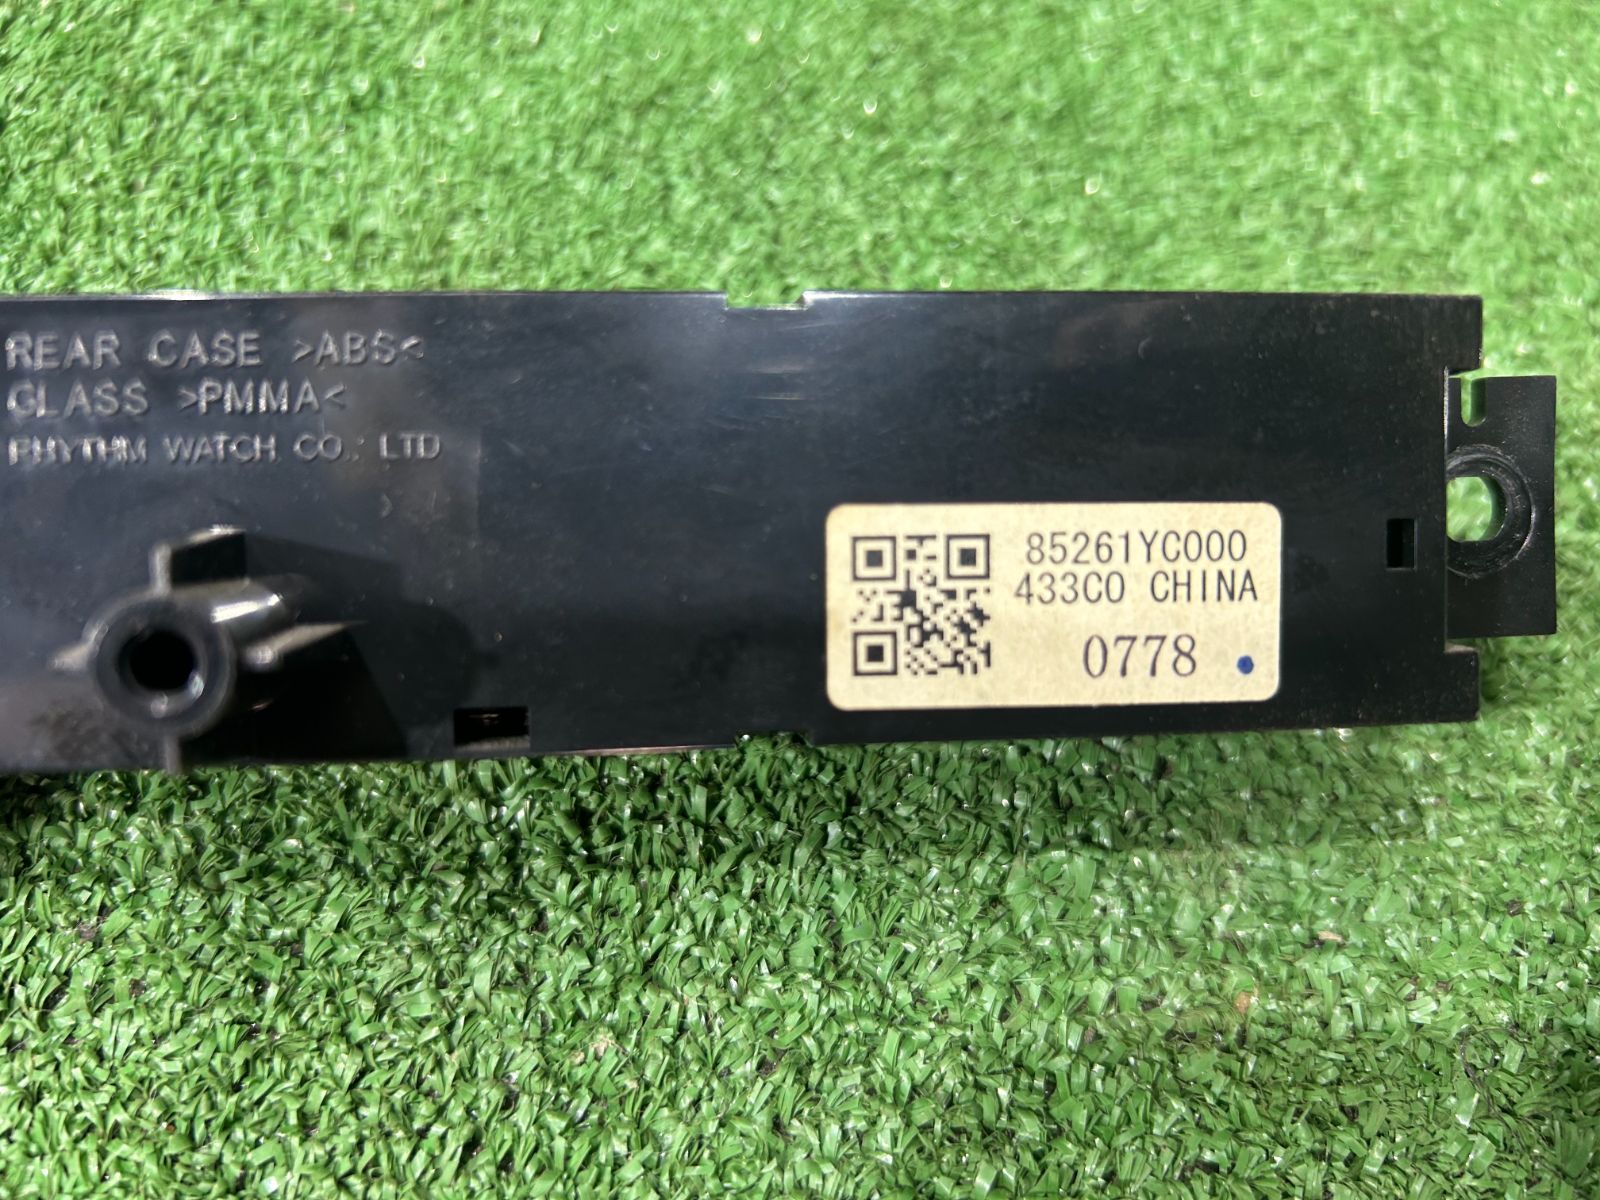 REAR CASE >ABS<
GLASS >PMMA<
RHYTHM WATCH CO., LTD
85261YC000
433C0 CHINA
0778